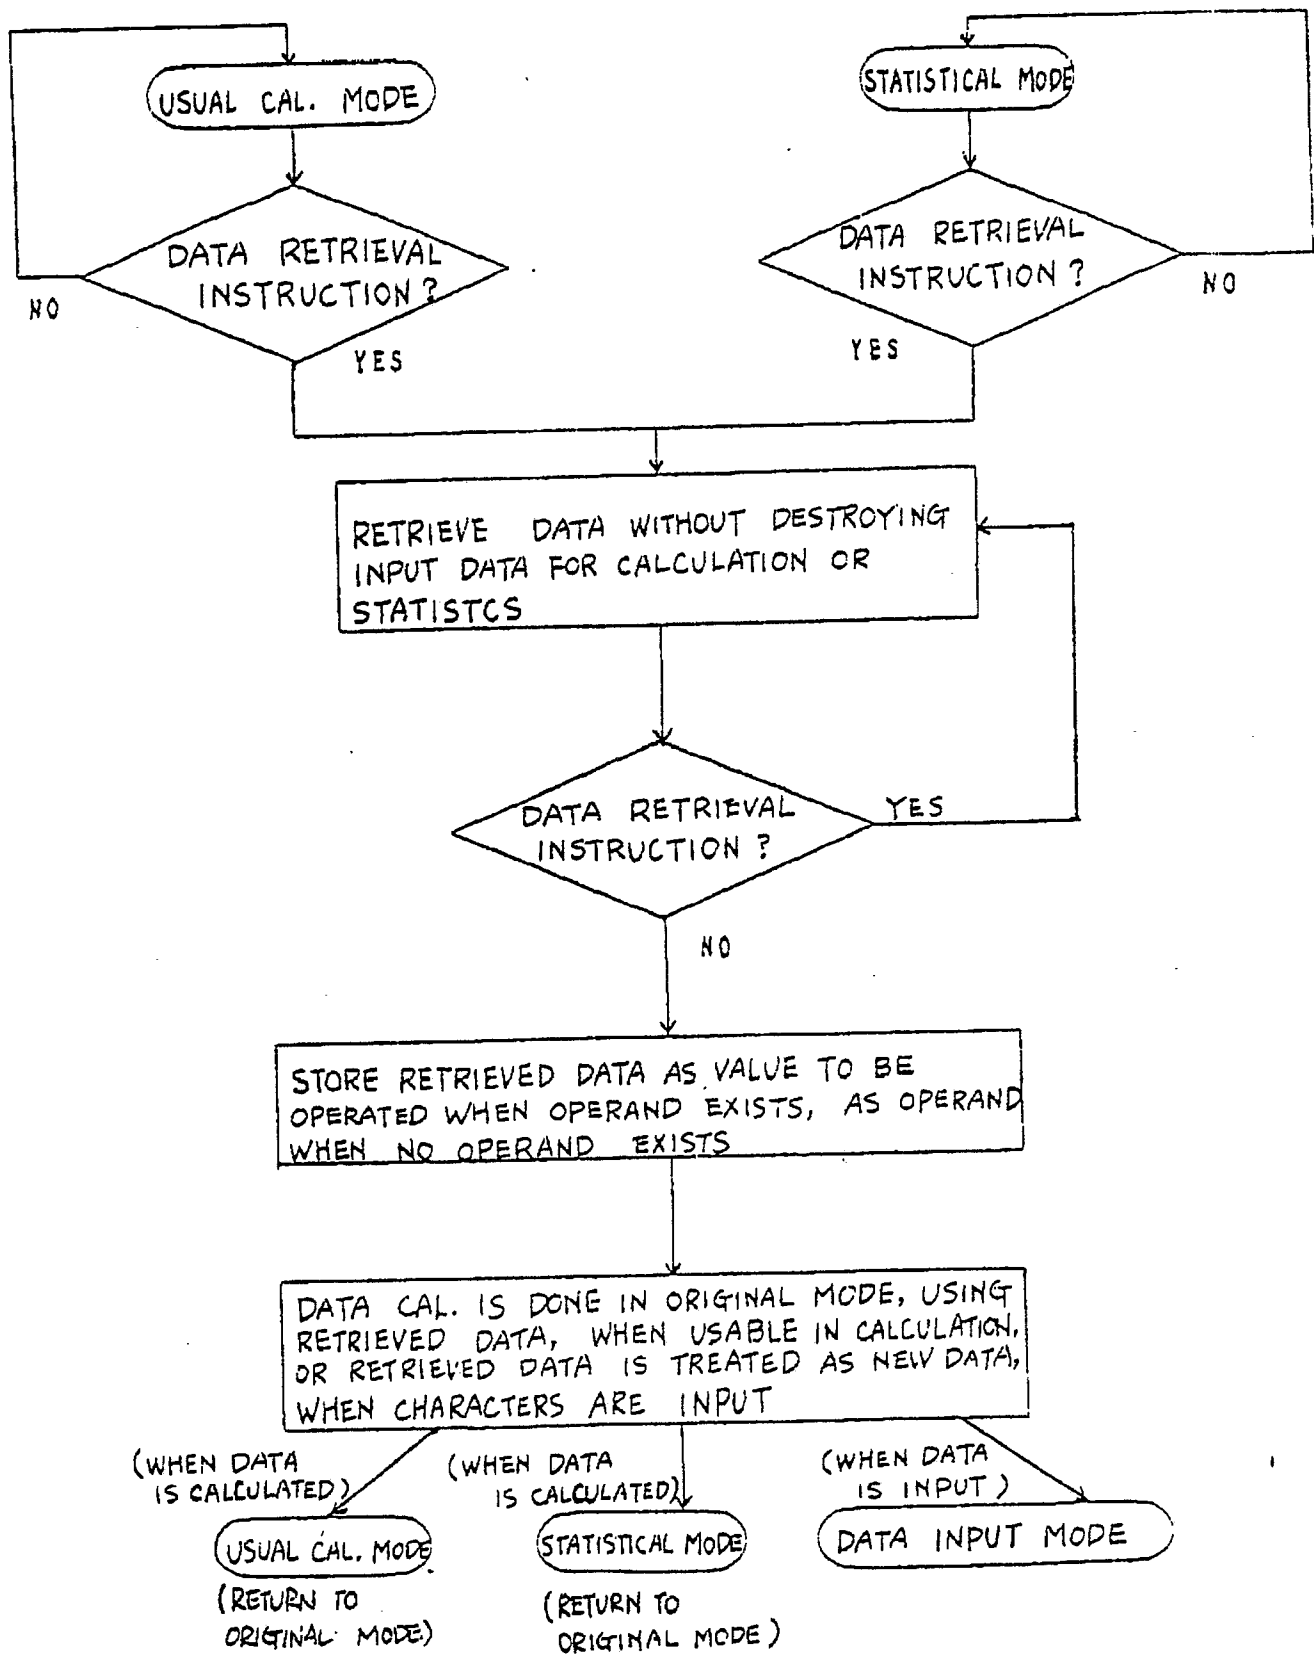 USUAL CAL. MODE
STATISTICAL MODE
DATA RETRIEVAL
INSTRUCTION?
NO
YES
DATA RETRIEVAL
INSTRUCTION?
NO
YES
RETRIEVE DATA WITHOUT DESTROYING
INPUT DATA FOR CALCULATION OR
STATISTCS
DATA RETRIEVAL
INSTRUCTION?
YES
NO
STORE RETRIEVED DATA AS VALUE TO BE
OPERATED WHEN OPERAND EXISTS, AS OPERAND
WHEN NO OPERAND EXISTS
DATA CAL. IS DONE IN ORIGINAL MODE, USING
RETRIEVED DATA, WHEN USABLE IN CALCULATION,
OR RETRIEVED DATA IS TREATED AS NEW DATA,
WHEN CHARACTERS ARE INPUT
(WHEN DATA
IS CALCULATED)
(WHEN DATA
IS CALCULATED)
(WHEN DATA
IS INPUT)
USUAL CAL. MODE
STATISTICAL MODE
DATA INPUT MODE
(RETURN TO
ORIGINAL MODE)
(RETURN TO
ORIGINAL MODE)